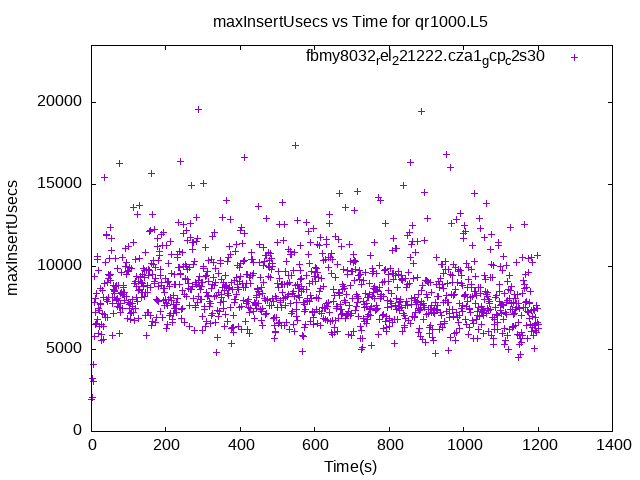 maxInsertUsecs vs Time for qr1000.L5
fbmy8032rel221222.cza1gcpc2s30
20000
15000
10000
5000
0
maxInsertUsecs
0 200 400 600 800 1000 1200 1400
Time(s)